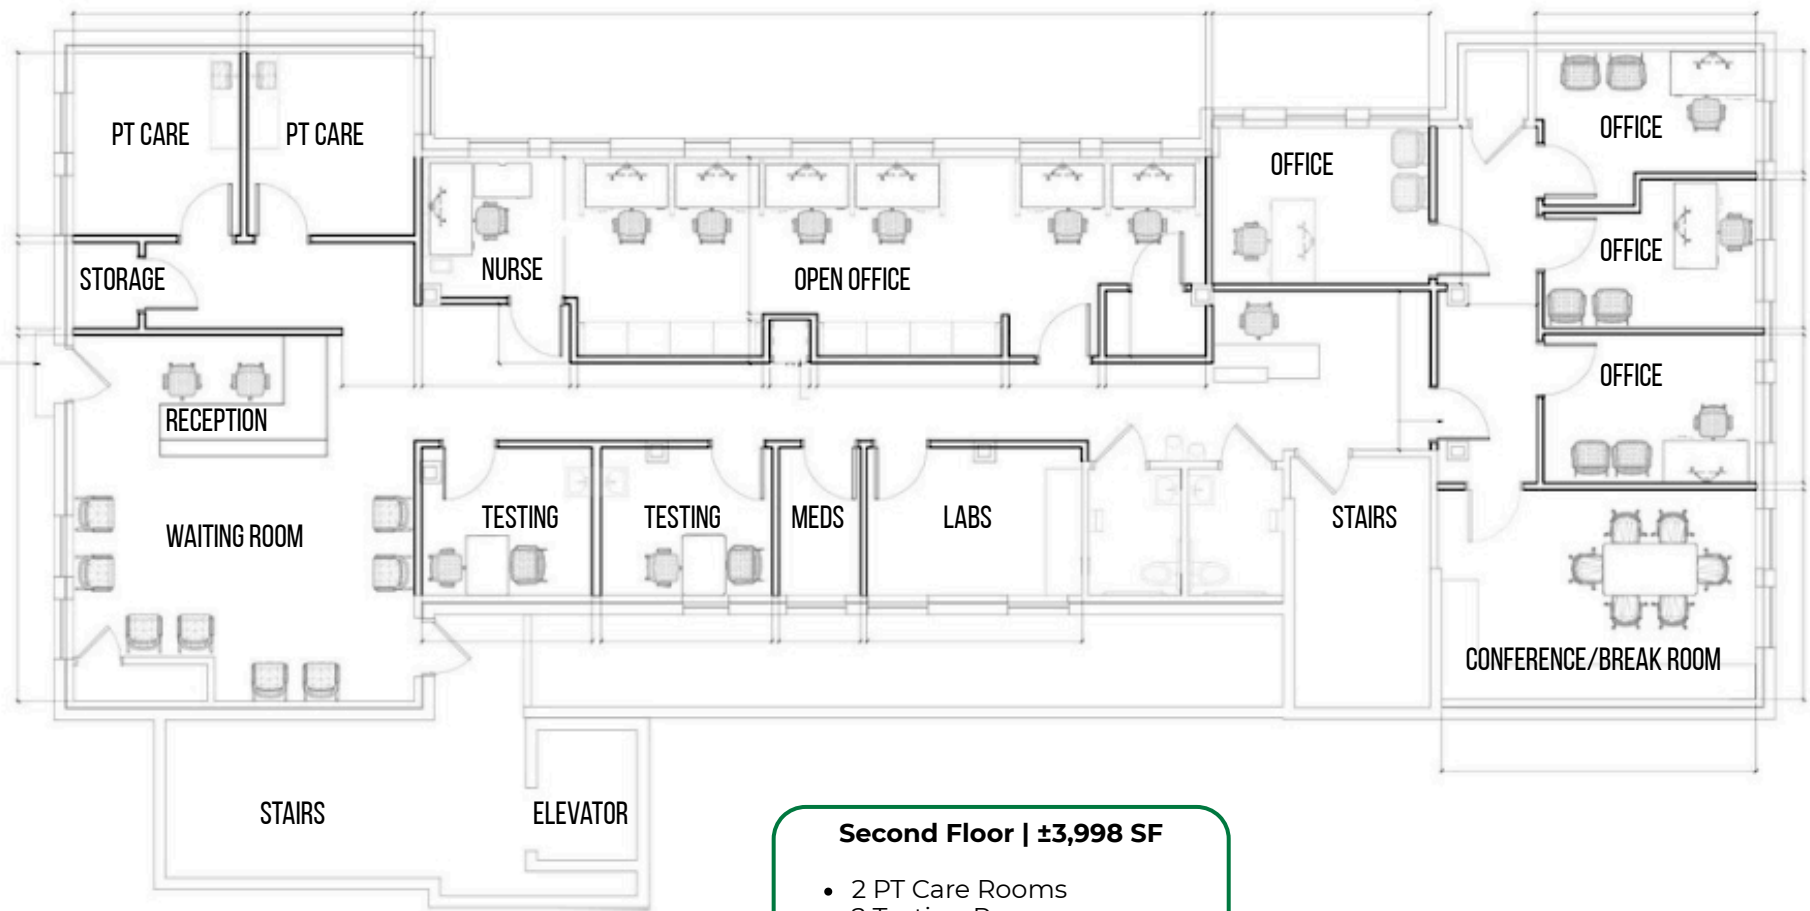 PT CARE
PT CARE
OFFICE
OFFICE
OFFICE
NURSE
STORAGE
OPEN OFFICE
OFFICE
RECEPTION
WAITING ROOM
TESTING
TESTING
MEDS
LABS
STAIRS
CONFERENCE/BREAK ROOM
STAIRS
ELEVATOR
Second Floor | ±3,998 SF
• 2 PT Care Rooms